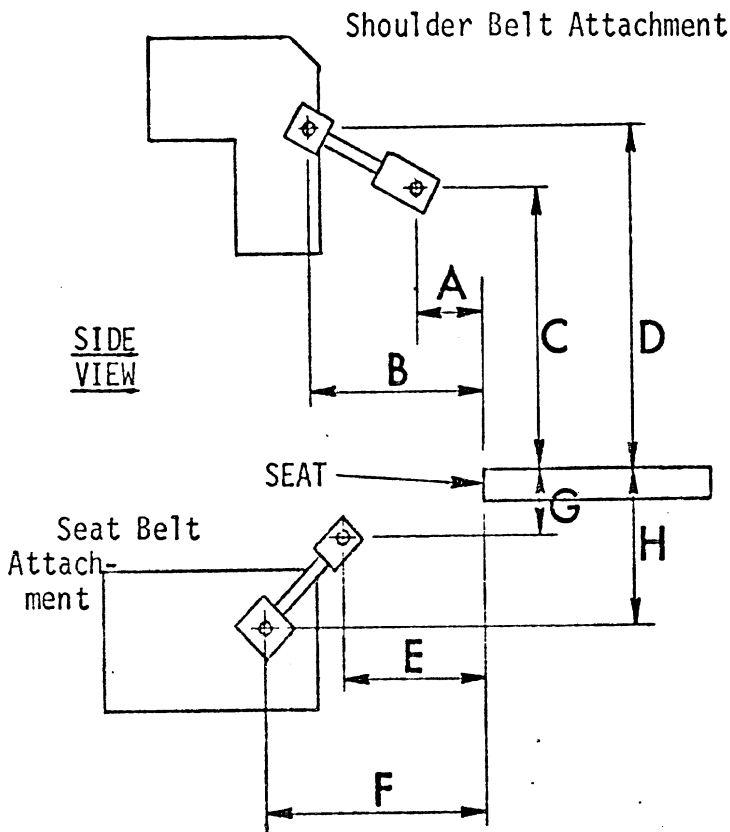 Shoulder Belt Attachment
A
C
D
SIDE
VIEW
B
SEAT
G
Seat Belt
Attach-
ment
H
E
F